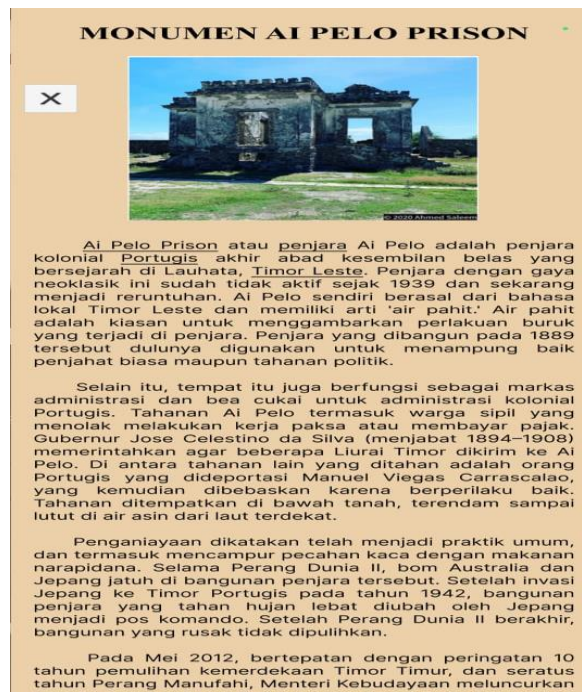 MONUMEN AI PELO PRISON
© 2020 Ahmed Saleem
Ai Pelo Prison atau penjara Ai Pelo adalah penjara
kolonial Portugis akhir abad kesembilan belas yang
bersejarah di Lauhata, Timor Leste. Penjara dengan gaya
neoklasik ini sudah tidak aktif sejak 1939 dan sekarang
menjadi reruntuhan. Ai Pelo sendiri berasal dari bahasa
lokal Timor Leste dan memiliki arti 'air pahit.' Air pahit
adalah kiasan untuk menggambarkan perlakuan buruk
yang terjadi di penjara. Penjara yang dibangun pada 1889
tersebut dulunya digunakan untuk menampung baik
penjahat biasa maupun tahanan politik.
Selain itu, tempat itu juga berfungsi sebagai markas
administrasi dan bea cukai untuk administrasi kolonial
Portugis. Tahanan Ai Pelo termasuk warga sipil yang
menolak melakukan kerja paksa atau membayar pajak.
Gubernur Jose Celestino da Silva (menjabat 1894–1908)
memerintahkan agar beberapa Liurai Timor dikirim ke Ai
Pelo. Di antara tahanan lain yang ditahan adalah orang
Portugis yang dideportasi Manuel Viegas Carrascalao,
yang kemudian dibebaskan karena berperilaku baik.
Tahanan ditempatkan di bawah tanah, terendam sampai
lutut di air asin dari laut terdekat.
Penganiayaan dikatakan telah menjadi praktik umum,
dan termasuk mencampur pecahan kaca dengan makanan
narapidana. Selama Perang Dunia II, bom Australia dan
Jepang jatuh di bangunan penjara tersebut. Setelah invasi
Jepang ke Timor Portugis pada tahun 1942, bangunan
penjara yang tahan hujan lebat diubah oleh Jepang
menjadi pos komando. Setelah Perang Dunia II berakhir,
bangunan yang rusak tidak dipulihkan.
Pada Mei 2012, bertepatan dengan peringatan 10
tahun pemulihan kemerdekaan Timor Timur, dan seratus
tahun Perang Manufahi, Menteri Kebudayaan meluncurkan